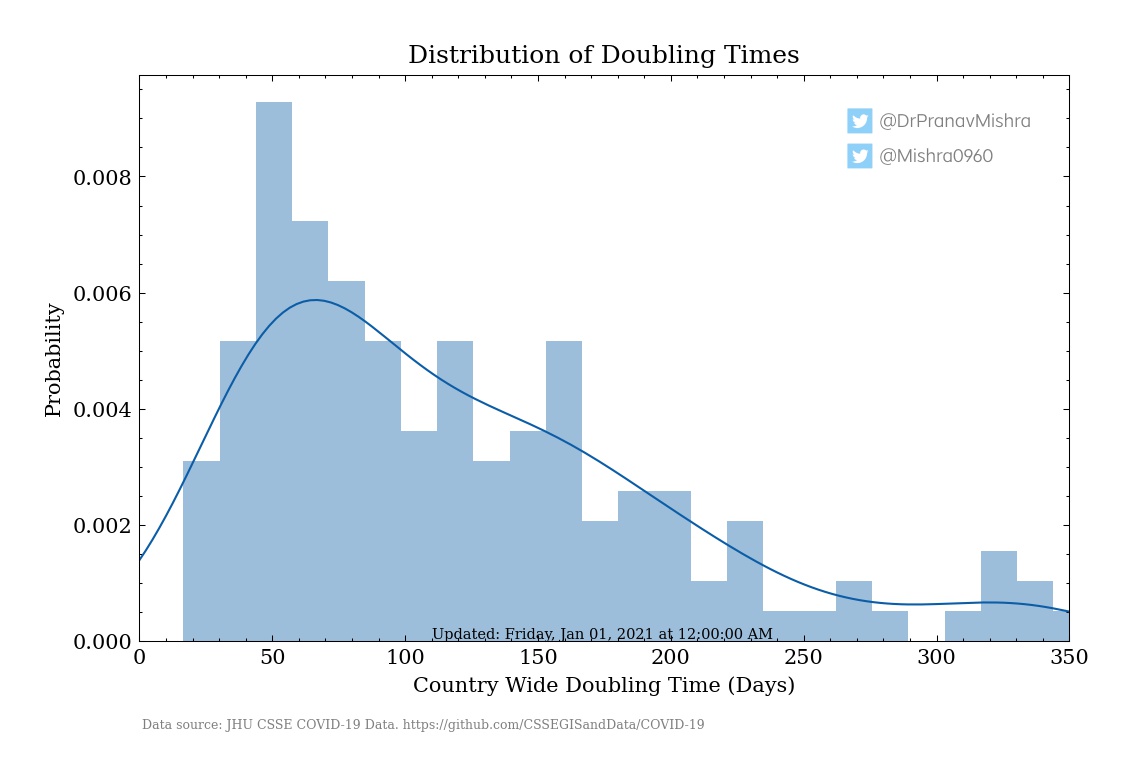 Distribution of Doubling Times
@DrPranavMishra
@Mishra0960
Probability
0.008
0.006
0.004
0.002
0.000
Updated: Friday, Jan 01, 2021 at 12:00:00 AM
0 50 100 150 200 250 300 350
Country Wide Doubling Time (Days)
Data source: JHU CSSE COVID-19 Data. https://github.com/CSSEGISandData/COVID-19